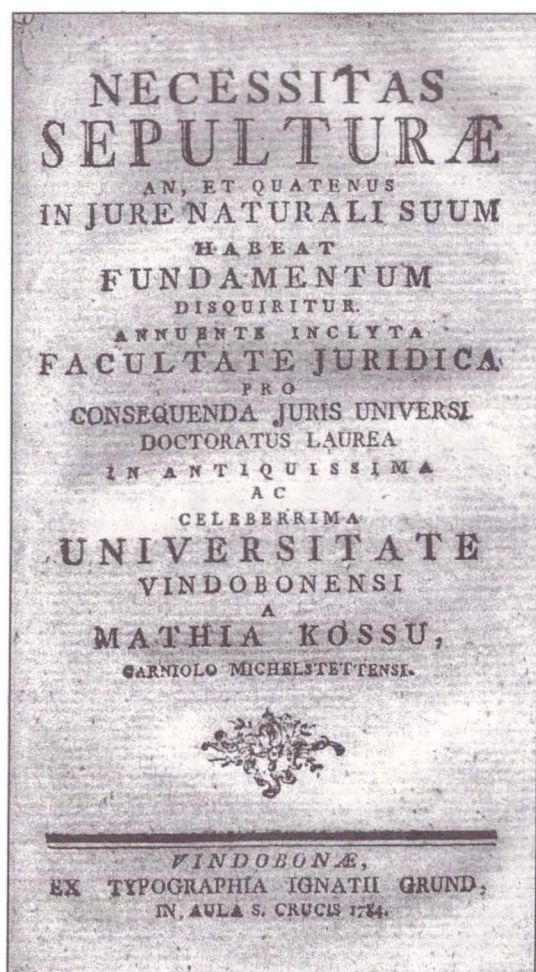 NECESSITAS
SEPULTURÆ
AN, ET QUATENUS
IN JURE NATURALI SUUM
HABEAT
FUNDAMENTUM
DISQUIRITUR.
ANNUENTE INCLYTA
FACULTATE JURIDICA
PRO
CONSEQUENDA JURIS UNIVERSI
DOCTORATUS LAUREA
IN ANTIQUISSIMA
AC
CELEBERRIMA
UNIVERSITATE
VINDOBONENSI
A
MATHIA KOSSU,
CARNIOLO MICHELSTETTENSI.
VINDOBONÆ,
EX TYPOGRAPHIA IGNATII GRUND,
IN AULA S. CRUCIS 1784.